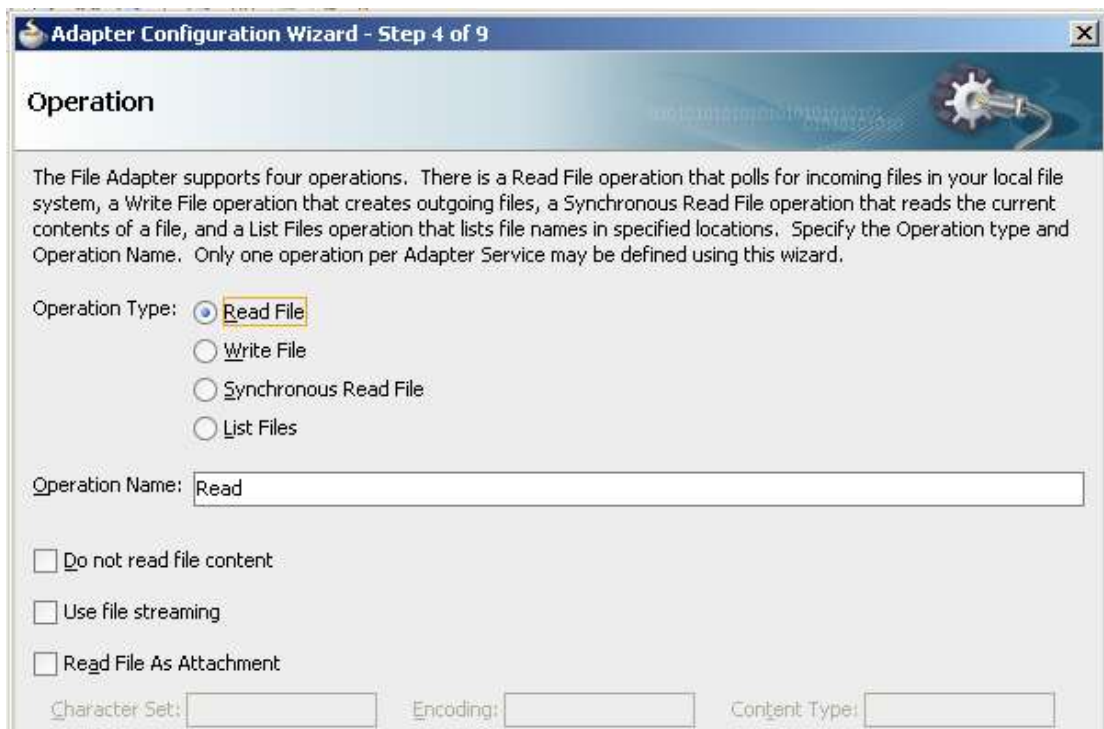 Adapter Configuration Wizard - Step 4 of 9
Operation
The File Adapter supports four operations.  There is a Read File operation that polls for incoming files in your local file
system, a Write File operation that creates outgoing files, a Synchronous Read File operation that reads the current
contents of a file, and a List Files operation that lists file names in specified locations.  Specify the Operation type and
Operation Name.  Only one operation per Adapter Service may be defined using this wizard.
Operation Type: Read File
Write File
Synchronous Read File
List Files
Operation Name: Read
Do not read file content
Use file streaming
Read File As Attachment
Character Set: Encoding: Content Type: